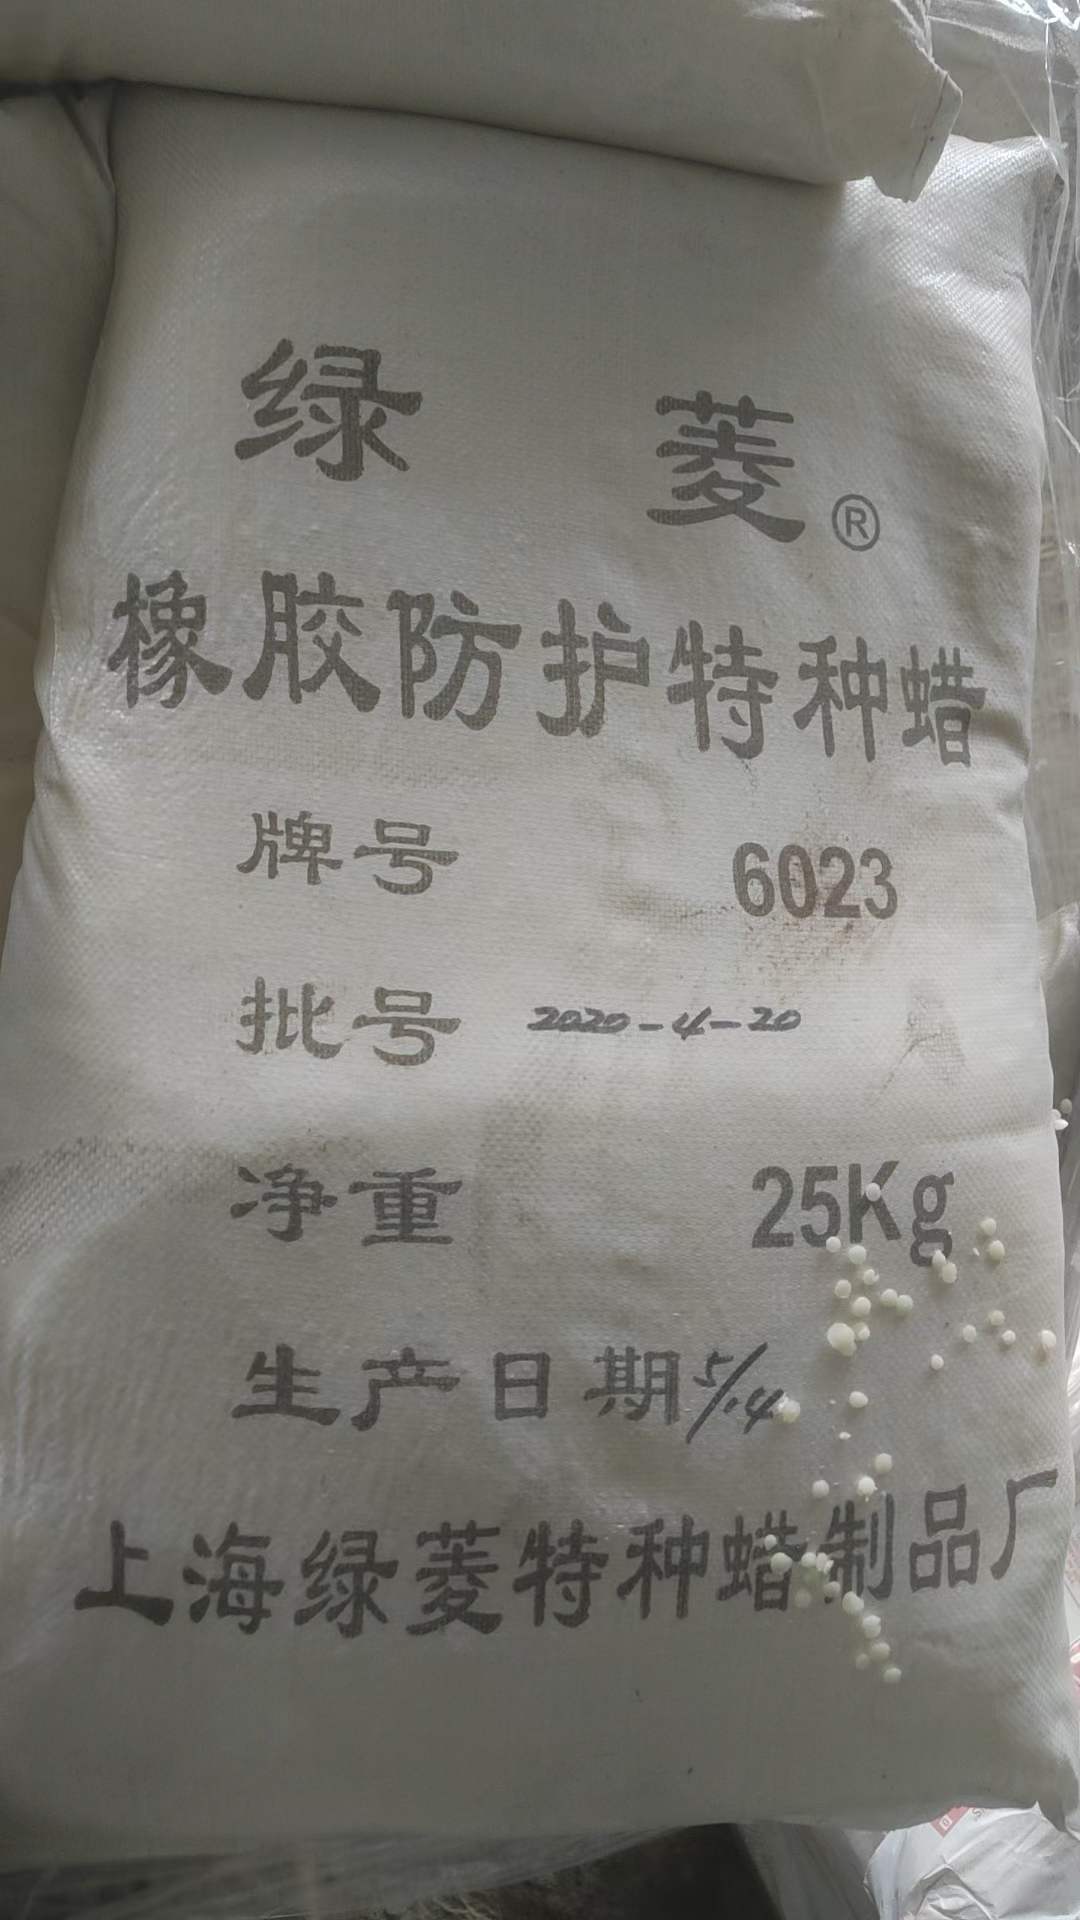 绿 菱®
橡胶防护特种蜡
牌号 6023
批号 2020-4-20
净重 25Kg
生产日期 5/.4
上海绿菱特种蜡制品厂